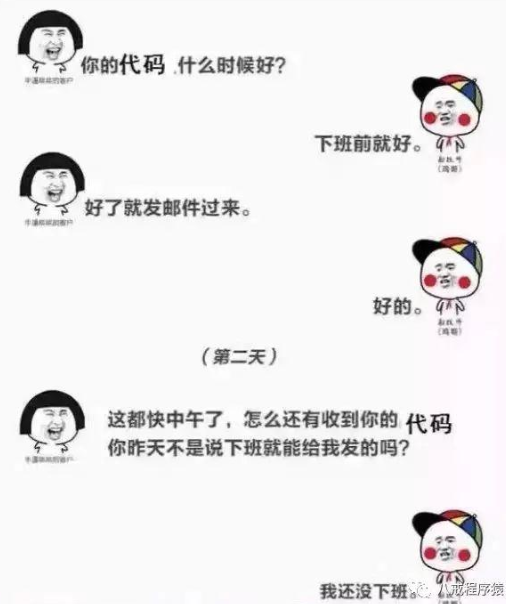 你的代码.什么时候好?
下班前就好。
好了就发邮件过来。
好的。
(第二天)
这都快中午了，怎么还有收到你的代码
你昨天不是说下班就能给我发的吗?
我还没下班。
八戒程序猿